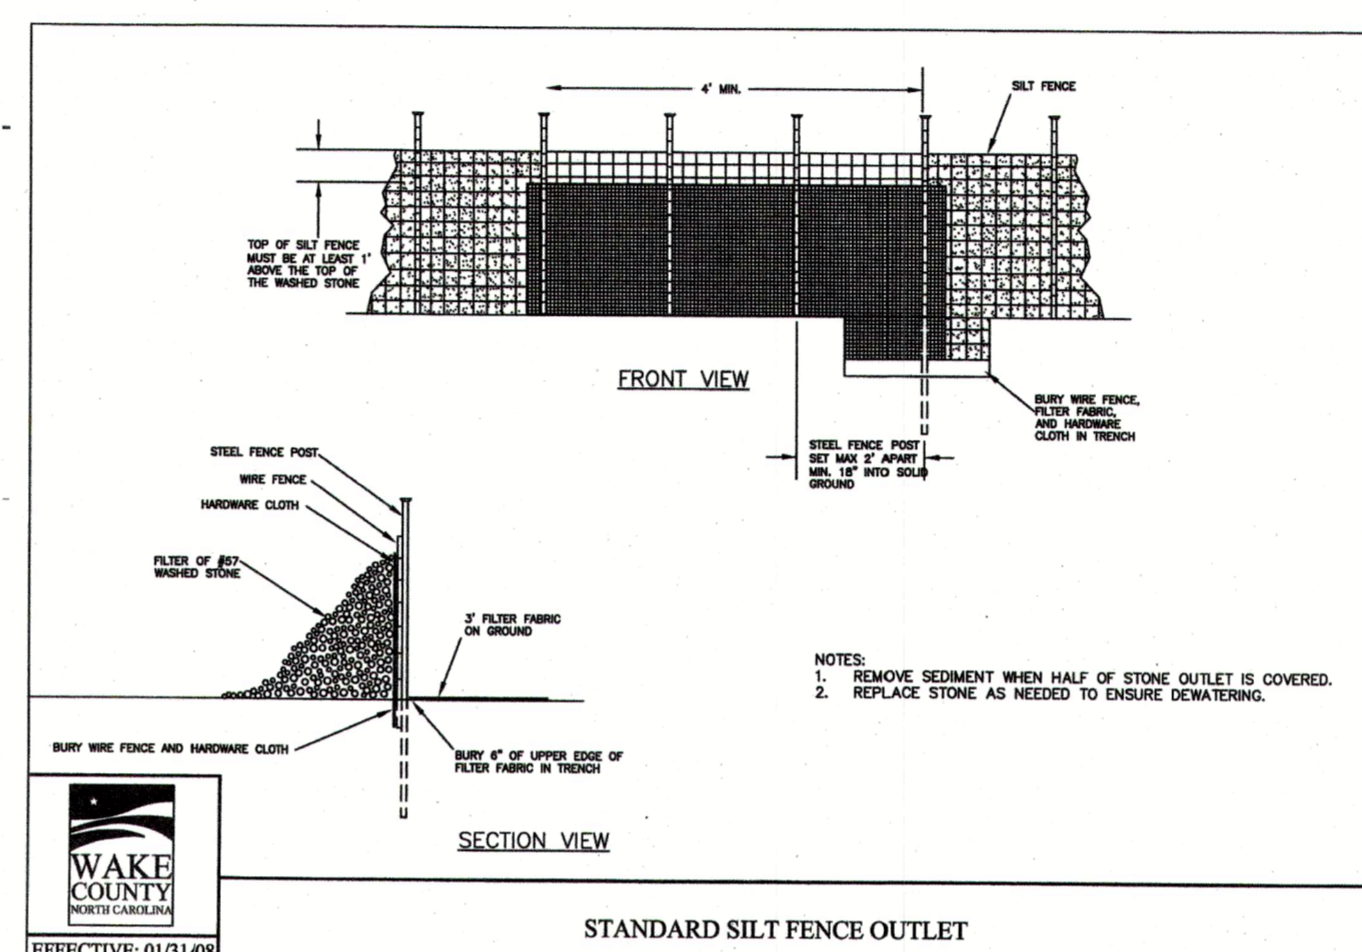 4' MIN.
SILT FENCE
TOP OF SILT FENCE
MUST BE AT LEAST 1'
ABOVE THE TOP OF
THE WASHED STONE
FRONT VIEW
BURY WIRE FENCE,
FILTER FABRIC,
AND HARDWARE
CLOTH IN TRENCH
STEEL FENCE POST
SET MAX 2' APART
MIN. 18" INTO SOLID
GROUND
STEEL FENCE POST
WIRE FENCE
HARDWARE CLOTH
FILTER OF #57
WASHED STONE
3' FILTER FABRIC
ON GROUND
BURY WIRE FENCE AND HARDWARE CLOTH
BURY 6" OF UPPER EDGE OF
FILTER FABRIC IN TRENCH
SECTION VIEW
NOTES:
1. REMOVE SEDIMENT WHEN HALF OF STONE OUTLET IS COVERED.
2. REPLACE STONE AS NEEDED TO ENSURE DEWATERING.
WAKE
COUNTY
NORTH CAROLINA
EFFECTIVE: 01/31/08
STANDARD SILT FENCE OUTLET